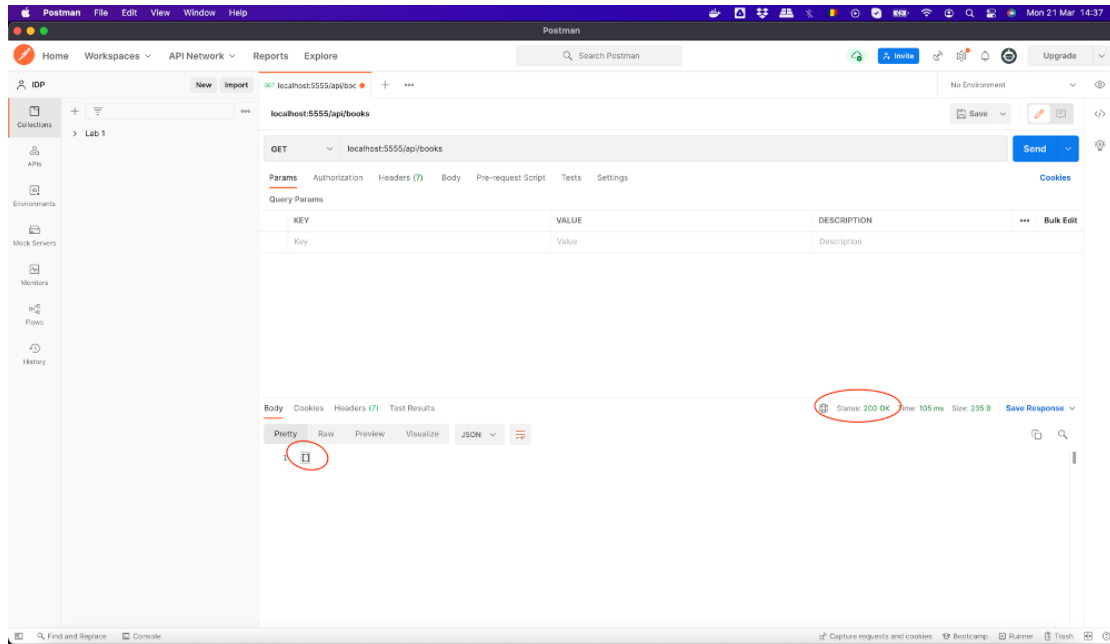 Postman File Edit View Window Help Mon 21 Mar 14:37
Postman
Home Workspaces API Network Reports Explore Search Postman Invite Upgrade
IDP New Import GET localhost:5555/api/boc No Environment
Collections
Lab 1
localhost:5555/api/books Save
APIs
GET localhost:5555/api/books Send
Params Authorization Headers (7) Body Pre-request Script Tests Settings Cookies
Environments
Query Params
KEY VALUE DESCRIPTION Bulk Edit
Mock Servers
Key Value Description
Monitors
Flows
History
Body Cookies Headers (7) Test Results Status: 200 OK Time: 105 ms Size: 235 B Save Response
Pretty Raw Preview Visualize JSON
1 []
Find and Replace Console Capture requests and cookies Bootcamp Runner Trash